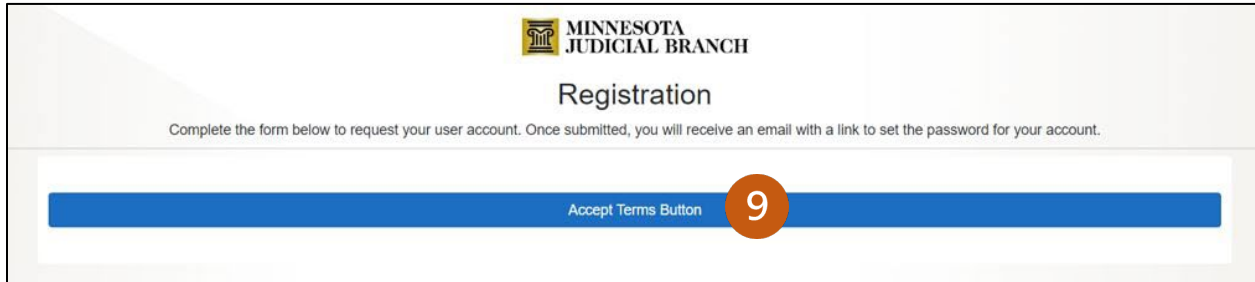 MINNESOTA
JUDICIAL BRANCH
Registration
Complete the form below to request your user account. Once submitted, you will receive an email with a link to set the password for your account.
Accept Terms Button 9